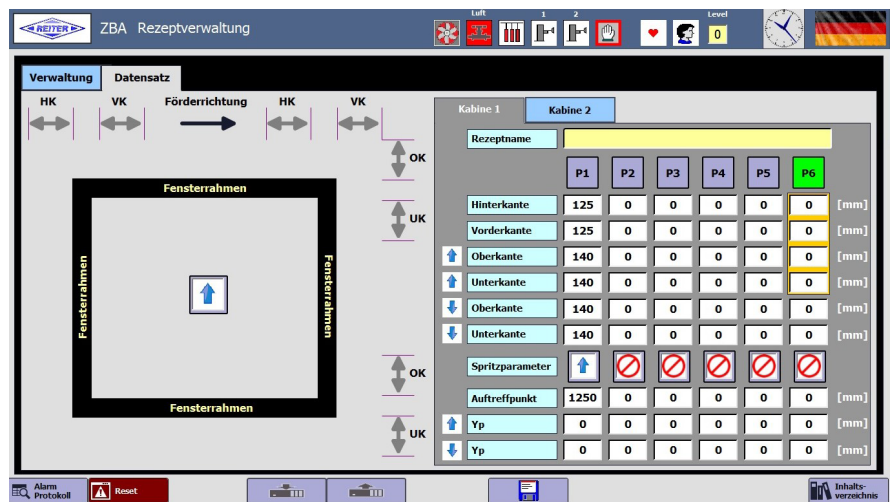 REITER
ZBA Rezeptverwaltung
Luft
1
2
Level
0
Verwaltung
Datensatz
HK
VK
Förderrichtung
HK
VK
OK
UK
Fensterrahmen
Fensterrahmen
Fensterrahmen
Fensterrahmen
OK
UK
Kabine 1
Kabine 2
Rezeptname
P1 P2 P3 P4 P5 P6
Hinterkante 125 0 0 0 0 0 [mm]
Vorderkante 125 0 0 0 0 0 [mm]
Oberkante 140 0 0 0 0 0 [mm]
Unterkante 140 0 0 0 0 0 [mm]
Oberkante 140 0 0 0 0 0 [mm]
Unterkante 140 0 0 0 0 0 [mm]
Spritzparameter
Auftreffpunkt 1250 0 0 0 0 0 [mm]
Yp 0 0 0 0 0 0 [mm]
Yp 0 0 0 0 0 0 [mm]
Alarm
Protokoll
Reset
Inhalts-
verzeichnis